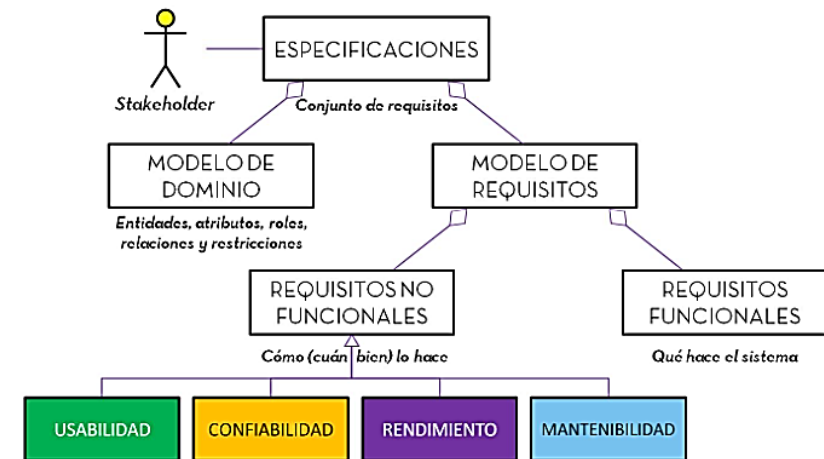 ESPECIFICACIONES
Stakeholder
Conjunto de requisitos
MODELO DE
DOMINIO
MODELO DE
REQUISITOS
Entidades, atributos, roles,
relaciones y restricciones
REQUISITOS NO
FUNCIONALES
REQUISITOS
FUNCIONALES
Cómo (cuán bien) lo hace
Qué hace el sistema
USABILIDAD
CONFIABILIDAD
RENDIMIENTO
MANTENIBILIDAD